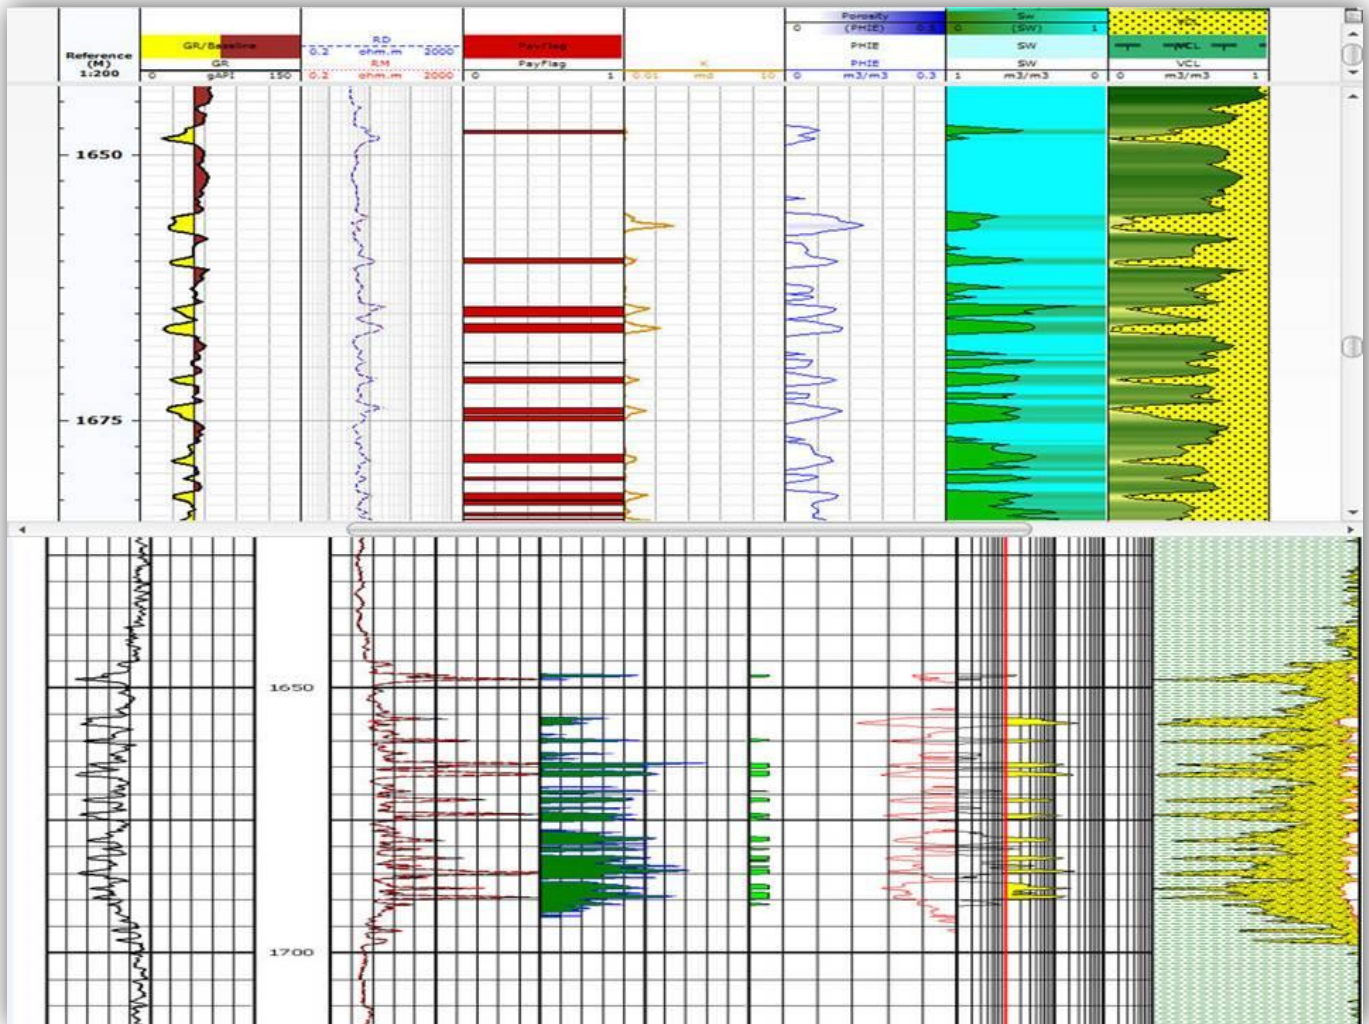 Reference
(M)
1:200
GR/Baseline
GR
0 gAPI 150
RD
0.2 ohm.m 2000
RM
0.2 ohm.m 2000
PayFlag
PayFlag
0 1
K
0.01 10
Porosity
0 (PHIE) 0.3
PHIE
PHIE
0 m3/m3 0.3
Sw
0 (SW) 1
SW
SW
1 m3/m3 0
VCL
VCL
0 m3/m3 1
1650
1675
1650
1700